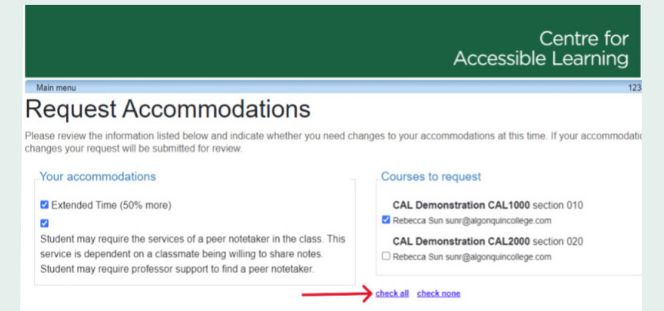 Centre for
Accessible Learning
Main menu
123
Request Accommodations
Please review the information listed below and indicate whether you need changes to your accommodations at this time. If your
changes your request will be submitted for review.
Your accommodations
Extended Time (50% more)
Student may require the services of a peer notetaker in the class. This
service is dependent on a classmate being willing to share notes.
Student may require professor support to find a peer notetaker.
Courses to request
CAL Demonstration CAL1000 section 010
Rebecca Sun sunr@algonquincollege.com
CAL Demonstration CAL2000 section 020
Rebecca Sun sunr@algonquincollege.com
check all check none